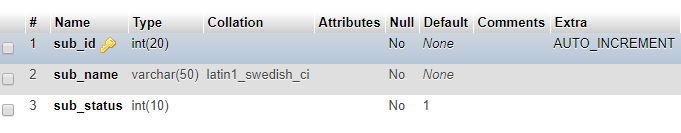 # Name Type Collation Attributes Null Default Comments Extra
1 sub_id int(20) No None AUTO_INCREMENT
2 sub_name varchar(50) latin1_swedish_ci No None
3 sub_status int(10) No 1